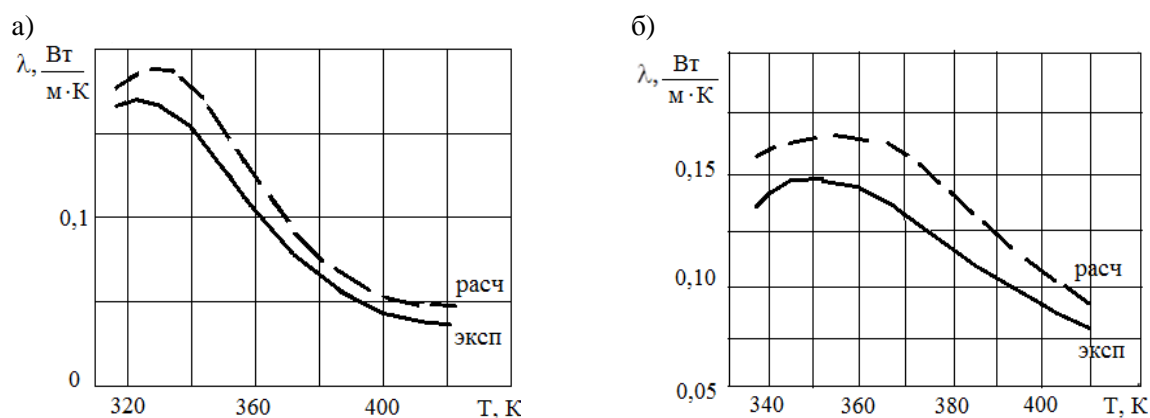 а)
λ, Вт
м · К
0,1
0
320
360
400
Т, К
расч
эксп
б)
λ, Вт
м · К
0,15
0,10
0,05
340
360
380
400
Т, К
расч
эксп